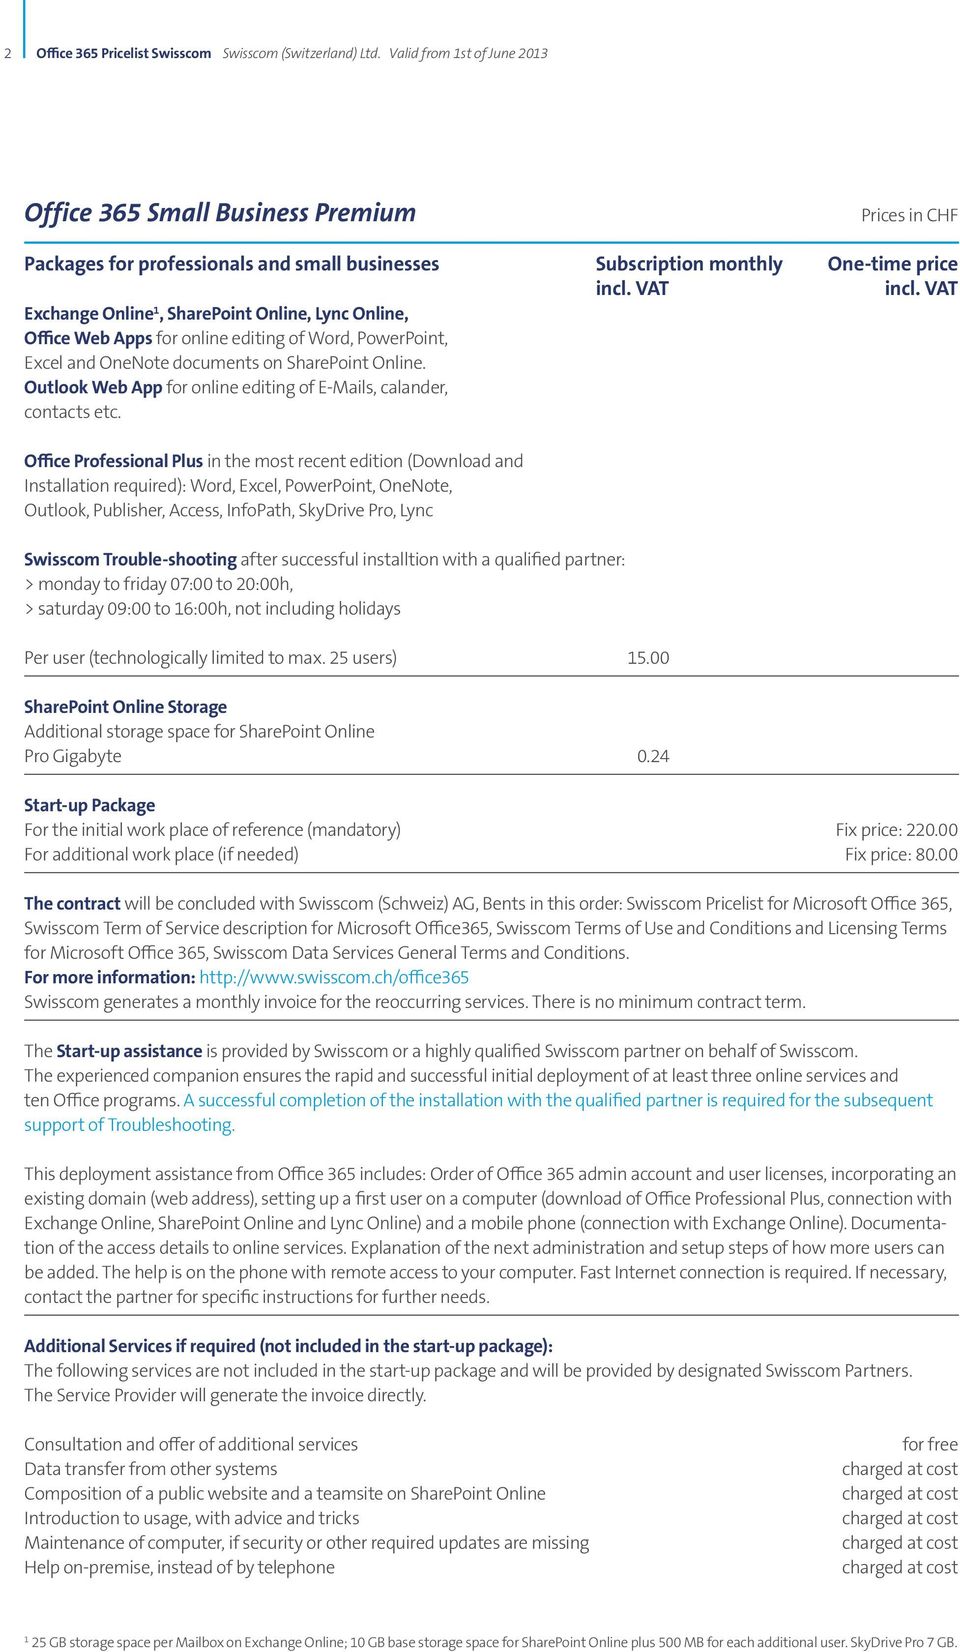 2 Office 365 Pricelist Swisscom Swisscom (Switzerland) Ltd. Valid from 1st of June 2013
Office 365 Small Business Premium Prices in CHF
Packages for professionals and small businesses Subscription monthly One-time price
incl. VAT incl. VAT
Exchange Online¹, SharePoint Online, Lync Online,
Office Web Apps for online editing of Word, PowerPoint,
Excel and OneNote documents on SharePoint Online.
Outlook Web App for online editing of E-Mails, calander,
contacts etc.
Office Professional Plus in the most recent edition (Download and
Installation required): Word, Excel, PowerPoint, OneNote,
Outlook, Publisher, Access, InfoPath, SkyDrive Pro, Lync
Swisscom Trouble-shooting after successful installtion with a qualified partner:
> monday to friday 07:00 to 20:00h,
> saturday 09:00 to 16:00h, not including holidays
Per user (technologically limited to max. 25 users) 15.00
SharePoint Online Storage
Additional storage space for SharePoint Online
Pro Gigabyte 0.24
Start-up Package
For the initial work place of reference (mandatory) Fix price: 220.00
For additional work place (if needed) Fix price: 80.00
The contract will be concluded with Swisscom (Schweiz) AG, Bents in this order: Swisscom Pricelist for Microsoft Office 365,
Swisscom Term of Service description for Microsoft Office365, Swisscom Terms of Use and Conditions and Licensing Terms
for Microsoft Office 365, Swisscom Data Services General Terms and Conditions.
For more information: http://www.swisscom.ch/office365
Swisscom generates a monthly invoice for the reoccurring services. There is no minimum contract term.
The Start-up assistance is provided by Swisscom or a highly qualified Swisscom partner on behalf of Swisscom.
The experienced companion ensures the rapid and successful initial deployment of at least three online services and
ten Office programs. A successful completion of the installation with the qualified partner is required for the subsequent
support of Troubleshooting.
This deployment assistance from Office 365 includes: Order of Office 365 admin account and user licenses, incorporating an
existing domain (web address), setting up a first user on a computer (download of Office Professional Plus, connection with
Exchange Online, SharePoint Online and Lync Online) and a mobile phone (connection with Exchange Online). Documenta-
tion of the access details to online services. Explanation of the next administration and setup steps of how more users can
be added. The help is on the phone with remote access to your computer. Fast Internet connection is required. If necessary,
contact the partner for specific instructions for further needs.
Additional Services if required (not included in the start-up package):
The following services are not included in the start-up package and will be provided by designated Swisscom Partners.
The Service Provider will generate the invoice directly.
Consultation and offer of additional services for free
Data transfer from other systems charged at cost
Composition of a public website and a teamsite on SharePoint Online charged at cost
Introduction to usage, with advice and tricks charged at cost
Maintenance of computer, if security or other required updates are missing charged at cost
Help on-premise, instead of by telephone charged at cost
¹ 25 GB storage space per Mailbox on Exchange Online; 10 GB base storage space for SharePoint Online plus 500 MB for each additional user. SkyDrive Pro 7 GB.